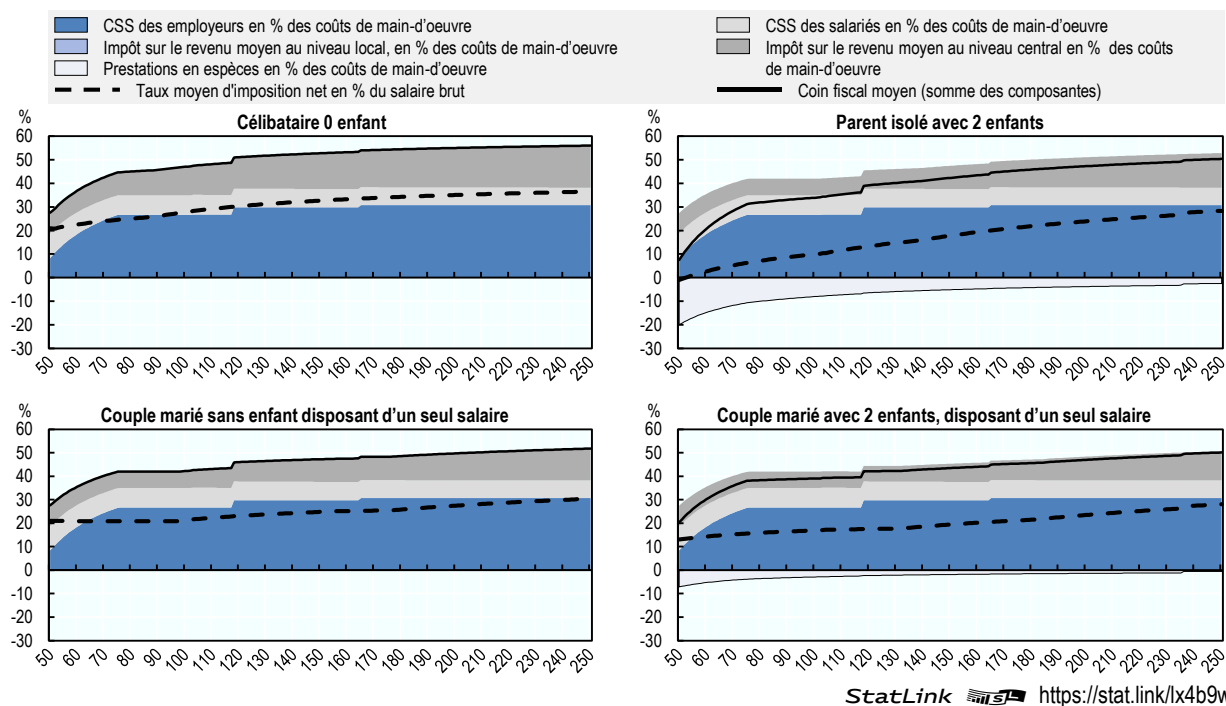 CSS des employeurs en % des coûts de main-d'oeuvre
CSS des salariés en % des coûts de main-d'oeuvre
Impôt sur le revenu moyen au niveau local, en % des coûts de main-d'oeuvre
Impôt sur le revenu moyen au niveau central en % des coûts
de main-d'oeuvre
Prestations en espèces en % des coûts de main-d'oeuvre
Taux moyen d'imposition net en % du salaire brut
Coin fiscal moyen (somme des composantes)
%
Célibataire 0 enfant
60
50
40
30
20
10
0
-10
-20
-30
50 60 70 80 90 100 110 120 130 140 150 160 170 180 190 200 210 220 230 240 250
%
Parent isolé avec 2 enfants
60
50
40
30
20
10
0
-10
-20
-30
50 60 70 80 90 100 110 120 130 140 150 160 170 180 190 200 210 220 230 240 250
%
Couple marié sans enfant disposant d'un seul salaire
60
50
40
30
20
10
0
-10
-20
-30
50 60 70 80 90 100 110 120 130 140 150 160 170 180 190 200 210 220 230 240 250
%
Couple marié avec 2 enfants, disposant d'un seul salaire
60
50
40
30
20
10
0
-10
-20
-30
50 60 70 80 90 100 110 120 130 140 150 160 170 180 190 200 210 220 230 240 250
StatLink https://stat.link/lx4b9w